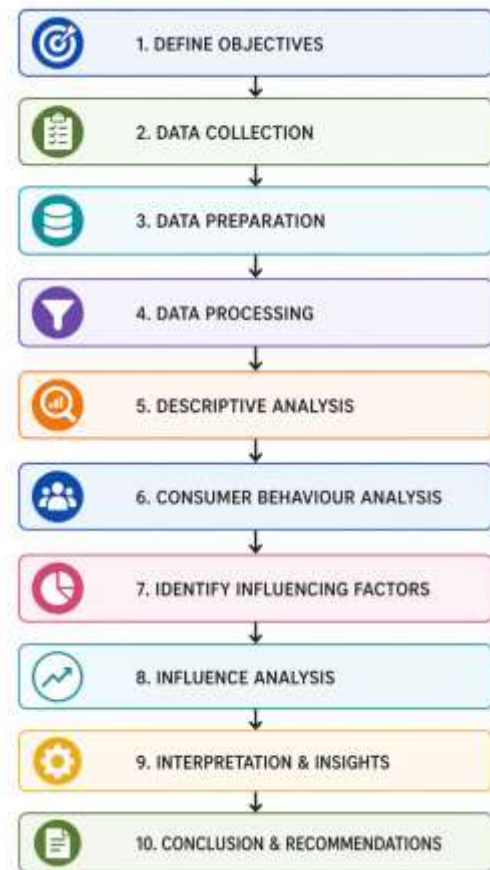 1. DEFINE OBJECTIVES
2. DATA COLLECTION
3. DATA PREPARATION
4. DATA PROCESSING
5. DESCRIPTIVE ANALYSIS
6. CONSUMER BEHAVIOUR ANALYSIS
7. IDENTIFY INFLUENCING FACTORS
8. INFLUENCE ANALYSIS
9. INTERPRETATION & INSIGHTS
10. CONCLUSION & RECOMMENDATIONS